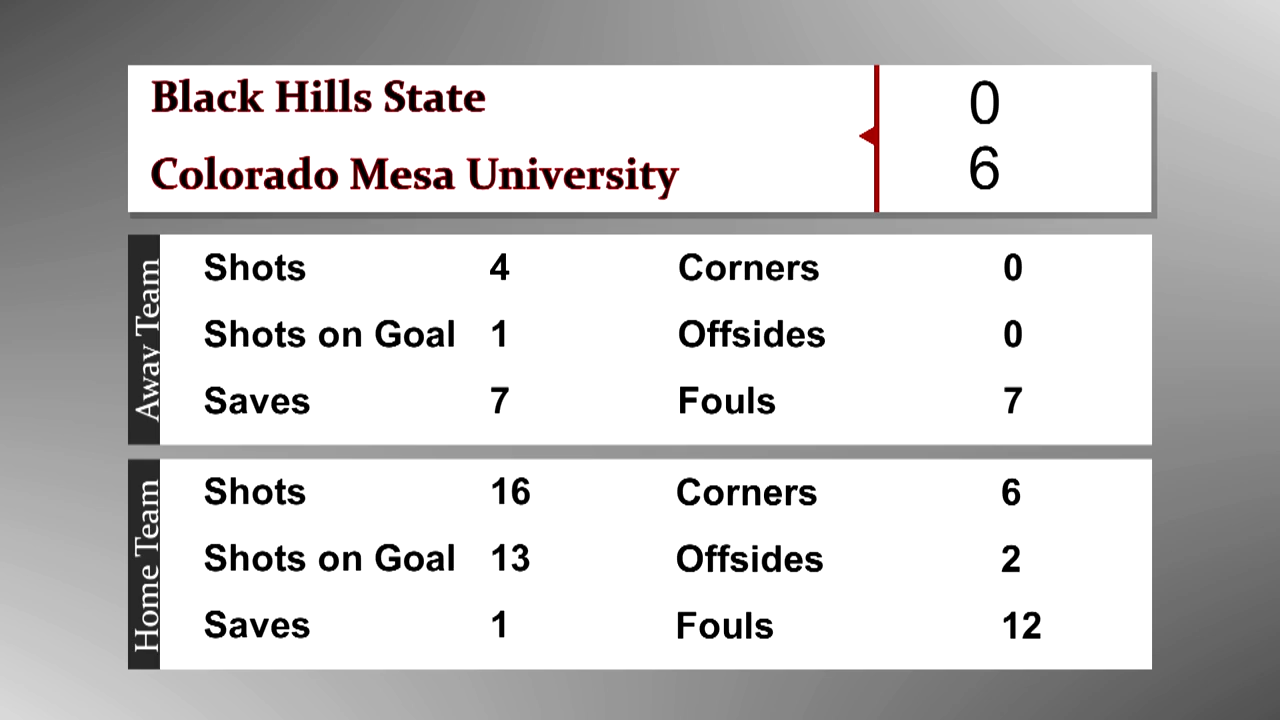 Black Hills State 0
Colorado Mesa University 6
Away Team
Shots 4 Corners 0
Shots on Goal 1 Offsides 0
Saves 7 Fouls 7
Home Team
Shots 16 Corners 6
Shots on Goal 13 Offsides 2
Saves 1 Fouls 12